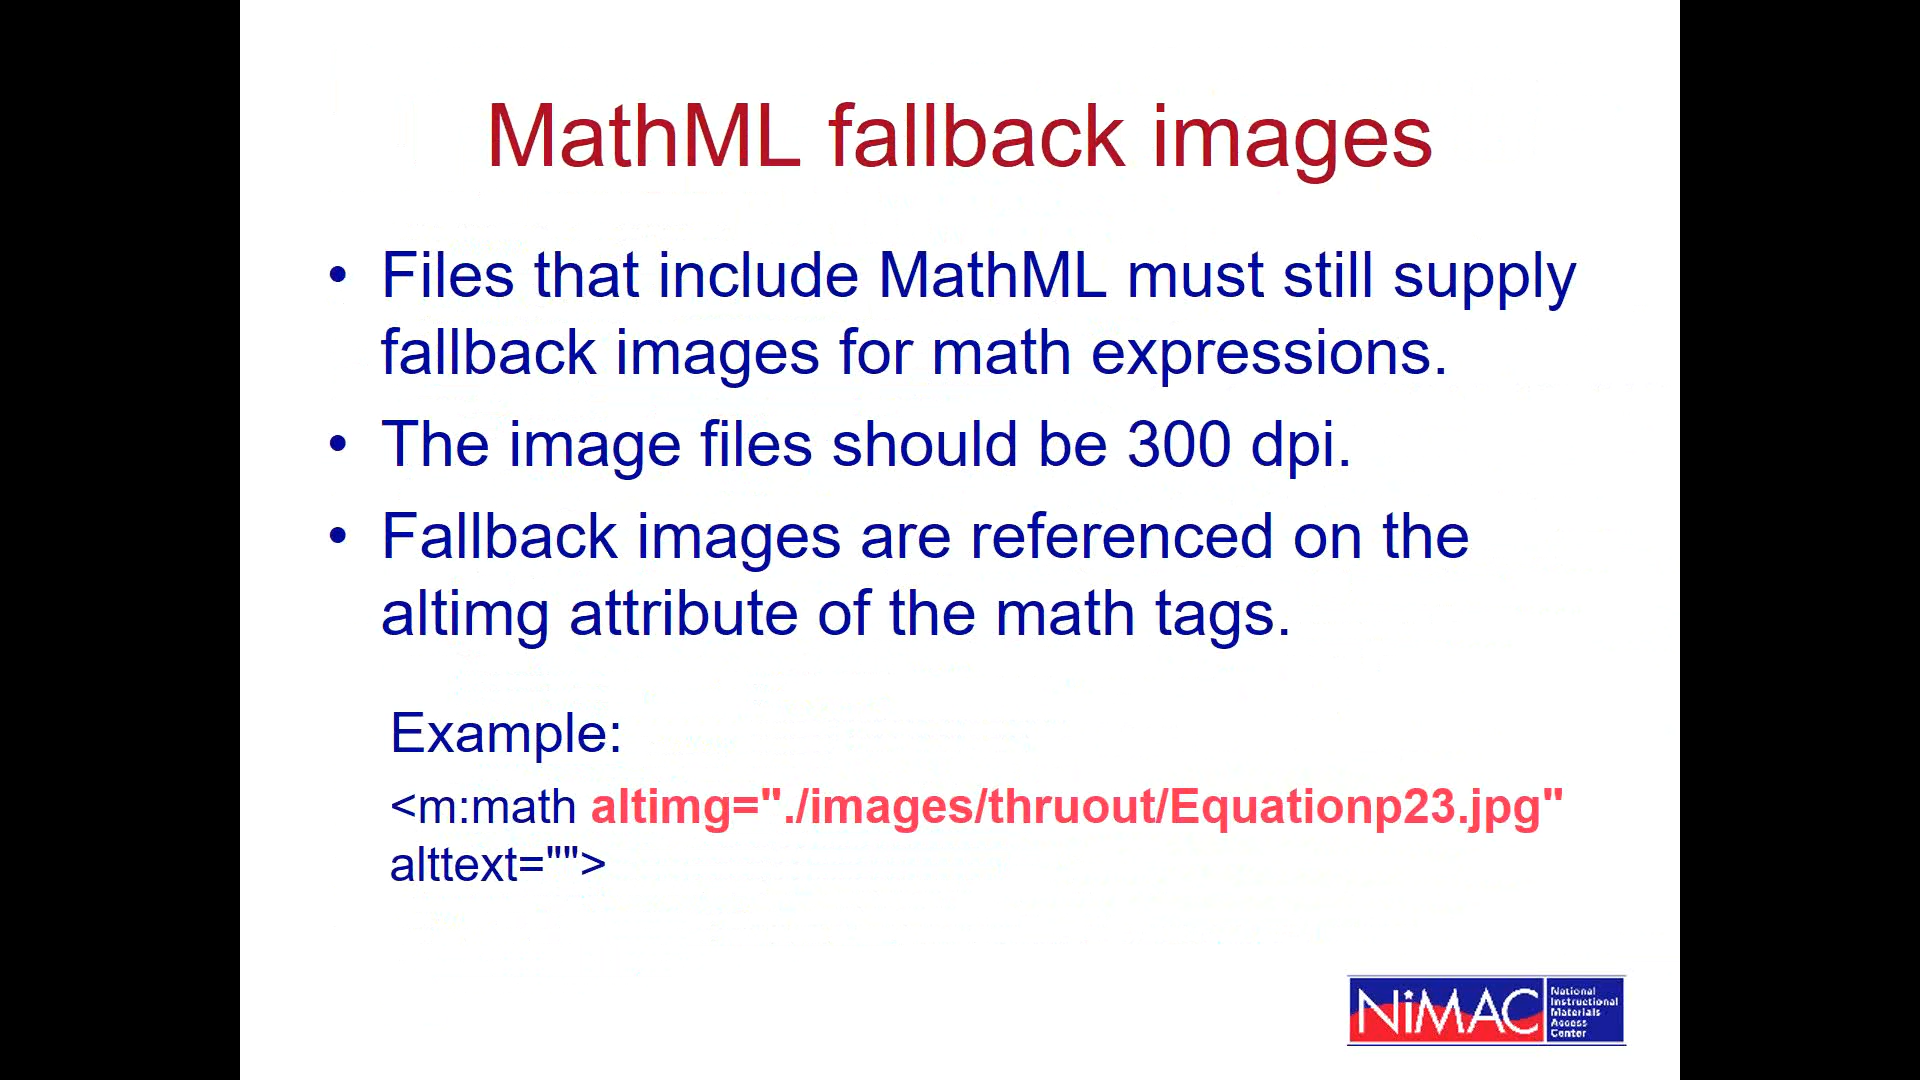 MathML fallback images
• Files that include MathML must still supply
fallback images for math expressions.
• The image files should be 300 dpi.
• Fallback images are referenced on the
altimg attribute of the math tags.
Example:
<m:math altimg="./images/thruout/Equationp23.jpg"
alttext="">
NiMAC
National
Instructional
Materials
Access
Center